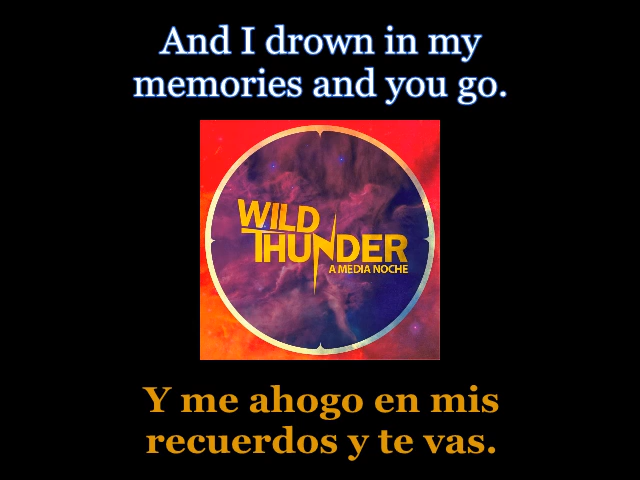 And I drown in my
memories and you go.
WILD
THUNDER
A MEDIA NOCHE
Y me ahogo en mis
recuerdos y te vas.